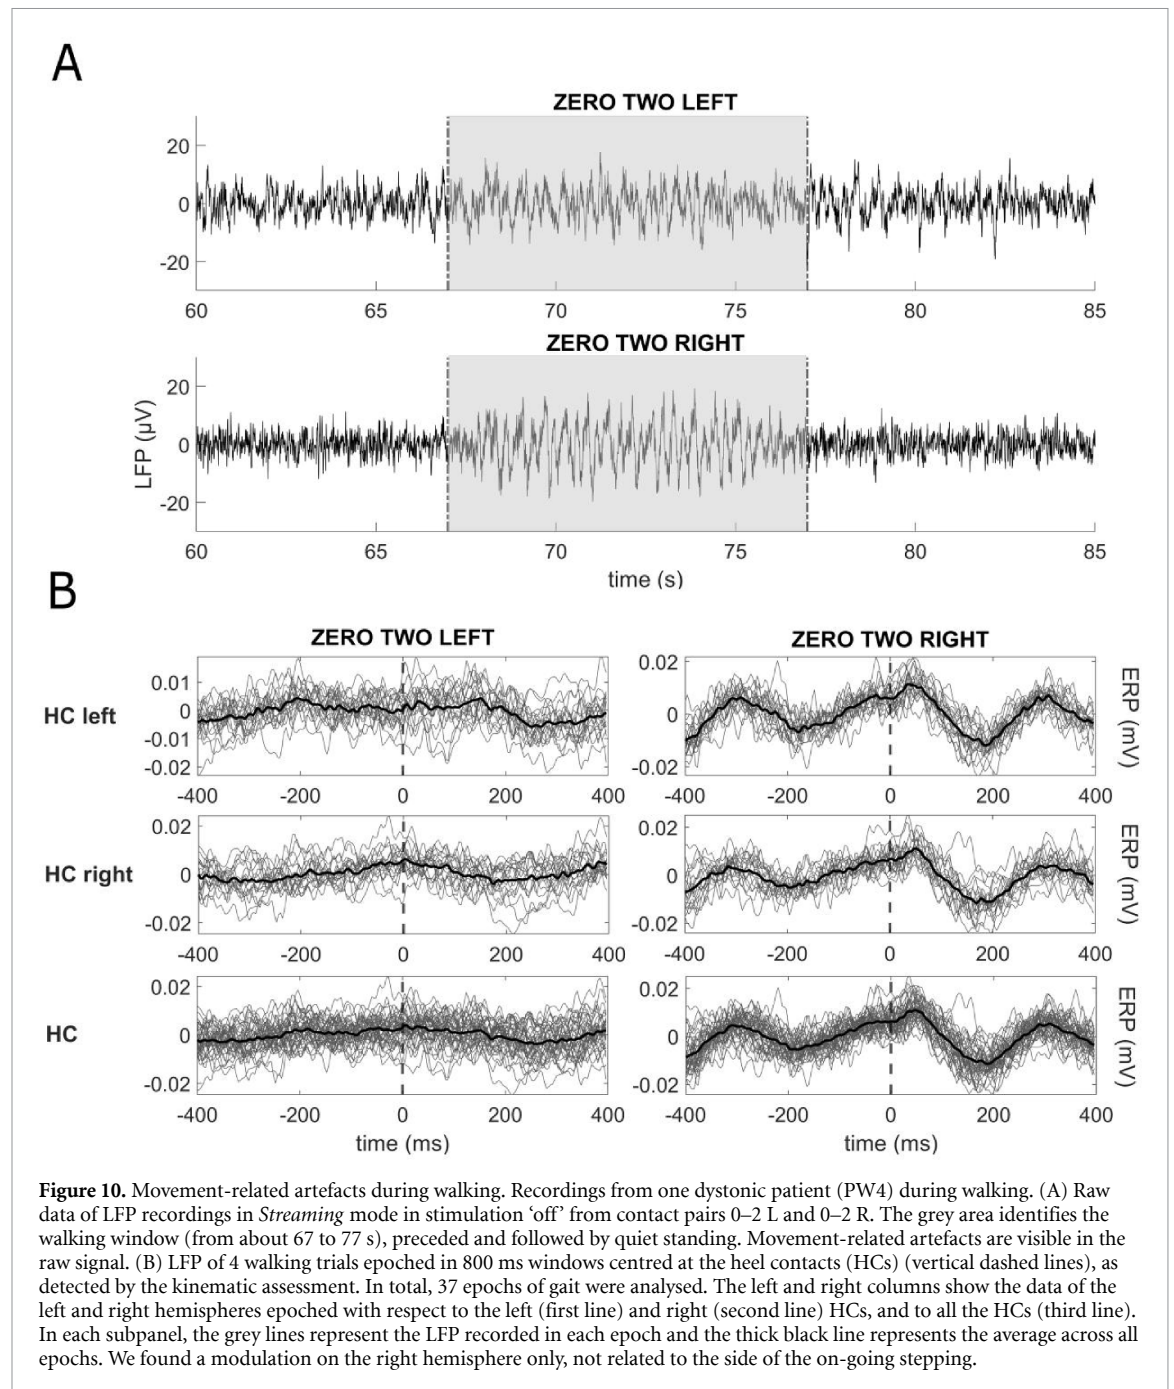 A
ZERO TWO LEFT
20
0
-20
60 65 70 75 80 85
ZERO TWO RIGHT
20
0
-20
LFP (µV)
60 65 70 75 80 85
time (s)
B
ZERO TWO LEFT ZERO TWO RIGHT
HC left
0.01
0
-0.01
-0.02
-400 -200 0 200 400
0.02
0
-0.02
-400 -200 0 200 400
ERP (mV)
HC right
0.02
0
-0.02
-400 -200 0 200 400
0.02
0
-0.02
-400 -200 0 200 400
ERP (mV)
HC
0.02
0
-0.02
-400 -200 0 200 400
time (ms)
0.02
0
-0.02
-400 -200 0 200 400
time (ms)
ERP (mV)
Figure 10. Movement-related artefacts during walking. Recordings from one dystonic patient (PW4) during walking. (A) Raw
data of LFP recordings in Streaming mode in stimulation ‘off’ from contact pairs 0–2 L and 0–2 R. The grey area identifies the
walking window (from about 67 to 77 s), preceded and followed by quiet standing. Movement-related artefacts are visible in the
raw signal. (B) LFP of 4 walking trials epoched in 800 ms windows centred at the heel contacts (HCs) (vertical dashed lines), as
detected by the kinematic assessment. In total, 37 epochs of gait were analysed. The left and right columns show the data of the
left and right hemispheres epoched with respect to the left (first line) and right (second line) HCs, and to all the HCs (third line).
In each subpanel, the grey lines represent the LFP recorded in each epoch and the thick black line represents the average across all
epochs. We found a modulation on the right hemisphere only, not related to the side of the on-going stepping.